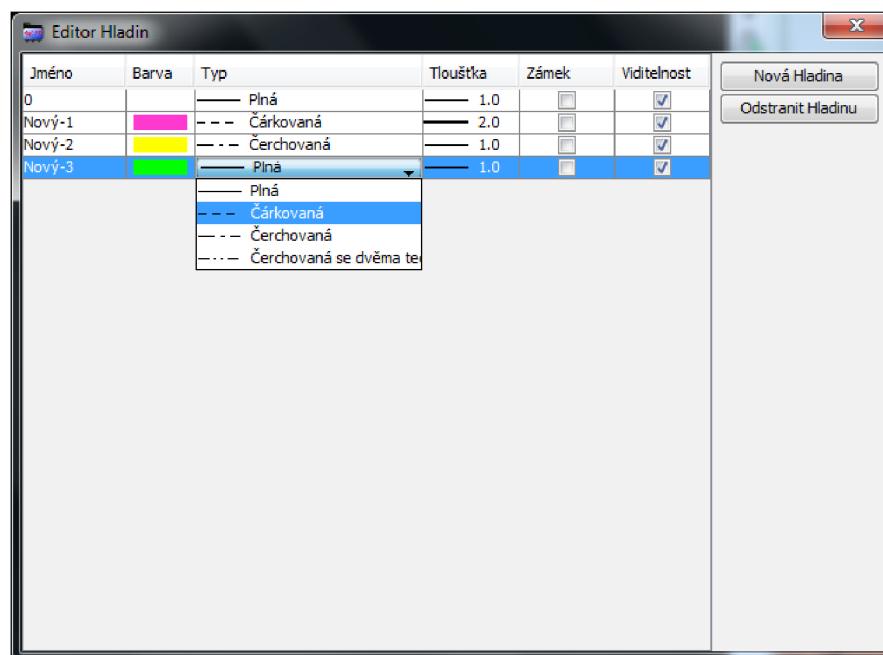 Editor Hladin
Jméno Barva Typ Tloušťka Zámek Viditelnost
Nová Hladina
0 Plná 1.0
Odstranit Hladinu
Nový-1 Čárkovaná 2.0
Nový-2 Čerchovaná 1.0
Nový-3 Plná 1.0
Plná
Čárkovaná
Čerchovaná
Čerchovaná se dvěma